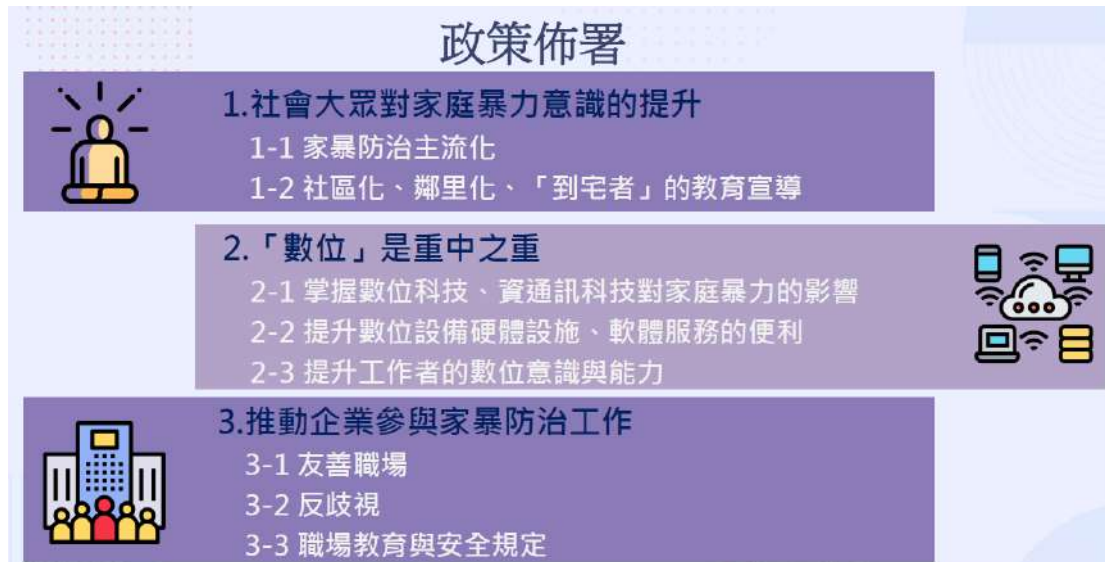 政策佈署
1.社會大眾對家庭暴力意識的提升
1-1 家暴防治主流化
1-2 社區化、鄰里化、「到宅者」的教育宣導
2.「數位」是重中之重
2-1 掌握數位科技、資通訊科技對家庭暴力的影響
2-2 提升數位設備硬體設施、軟體服務的便利
2-3 提升工作者的數位意識與能力
3.推動企業參與家暴防治工作
3-1 友善職場
3-2 反歧視
3-3 職場教育與安全規定